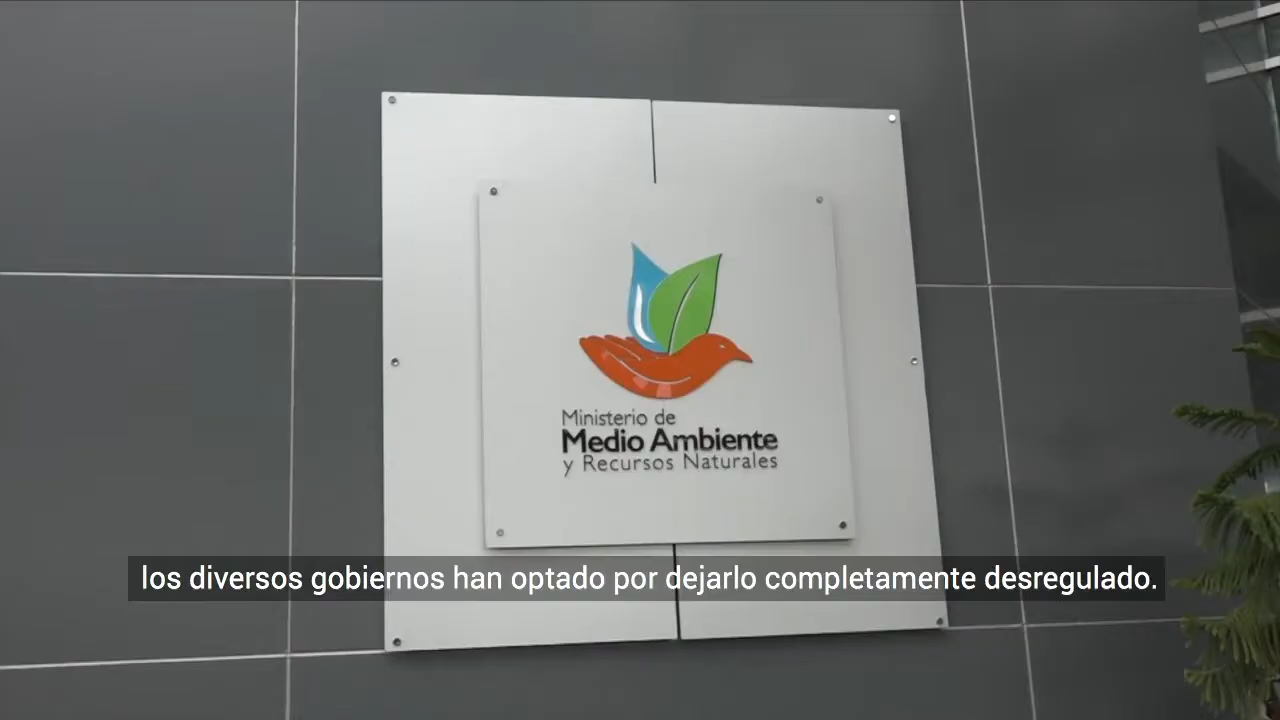 Ministerio de
Medio Ambiente
y Recursos Naturales
los diversos gobiernos han optado por dejarlo completamente desregulado.